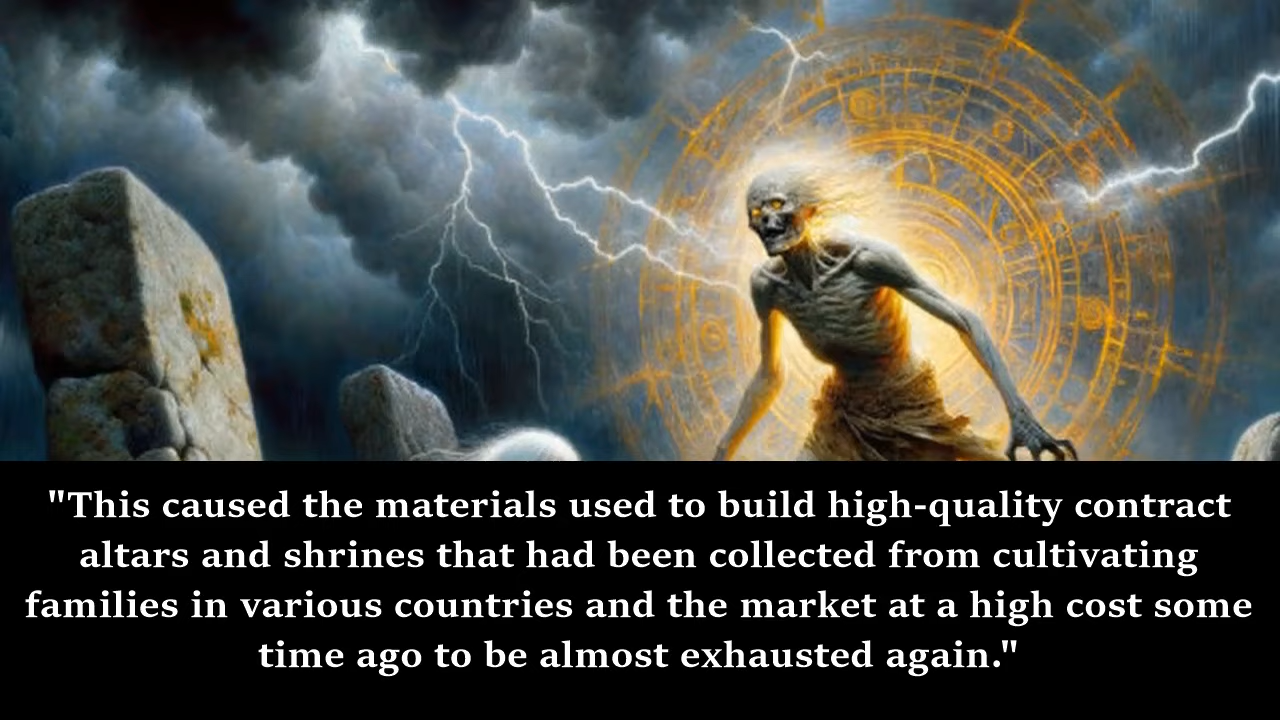 "This caused the materials used to build high-quality contract
altars and shrines that had been collected from cultivating
families in various countries and the market at a high cost some
time ago to be almost exhausted again."